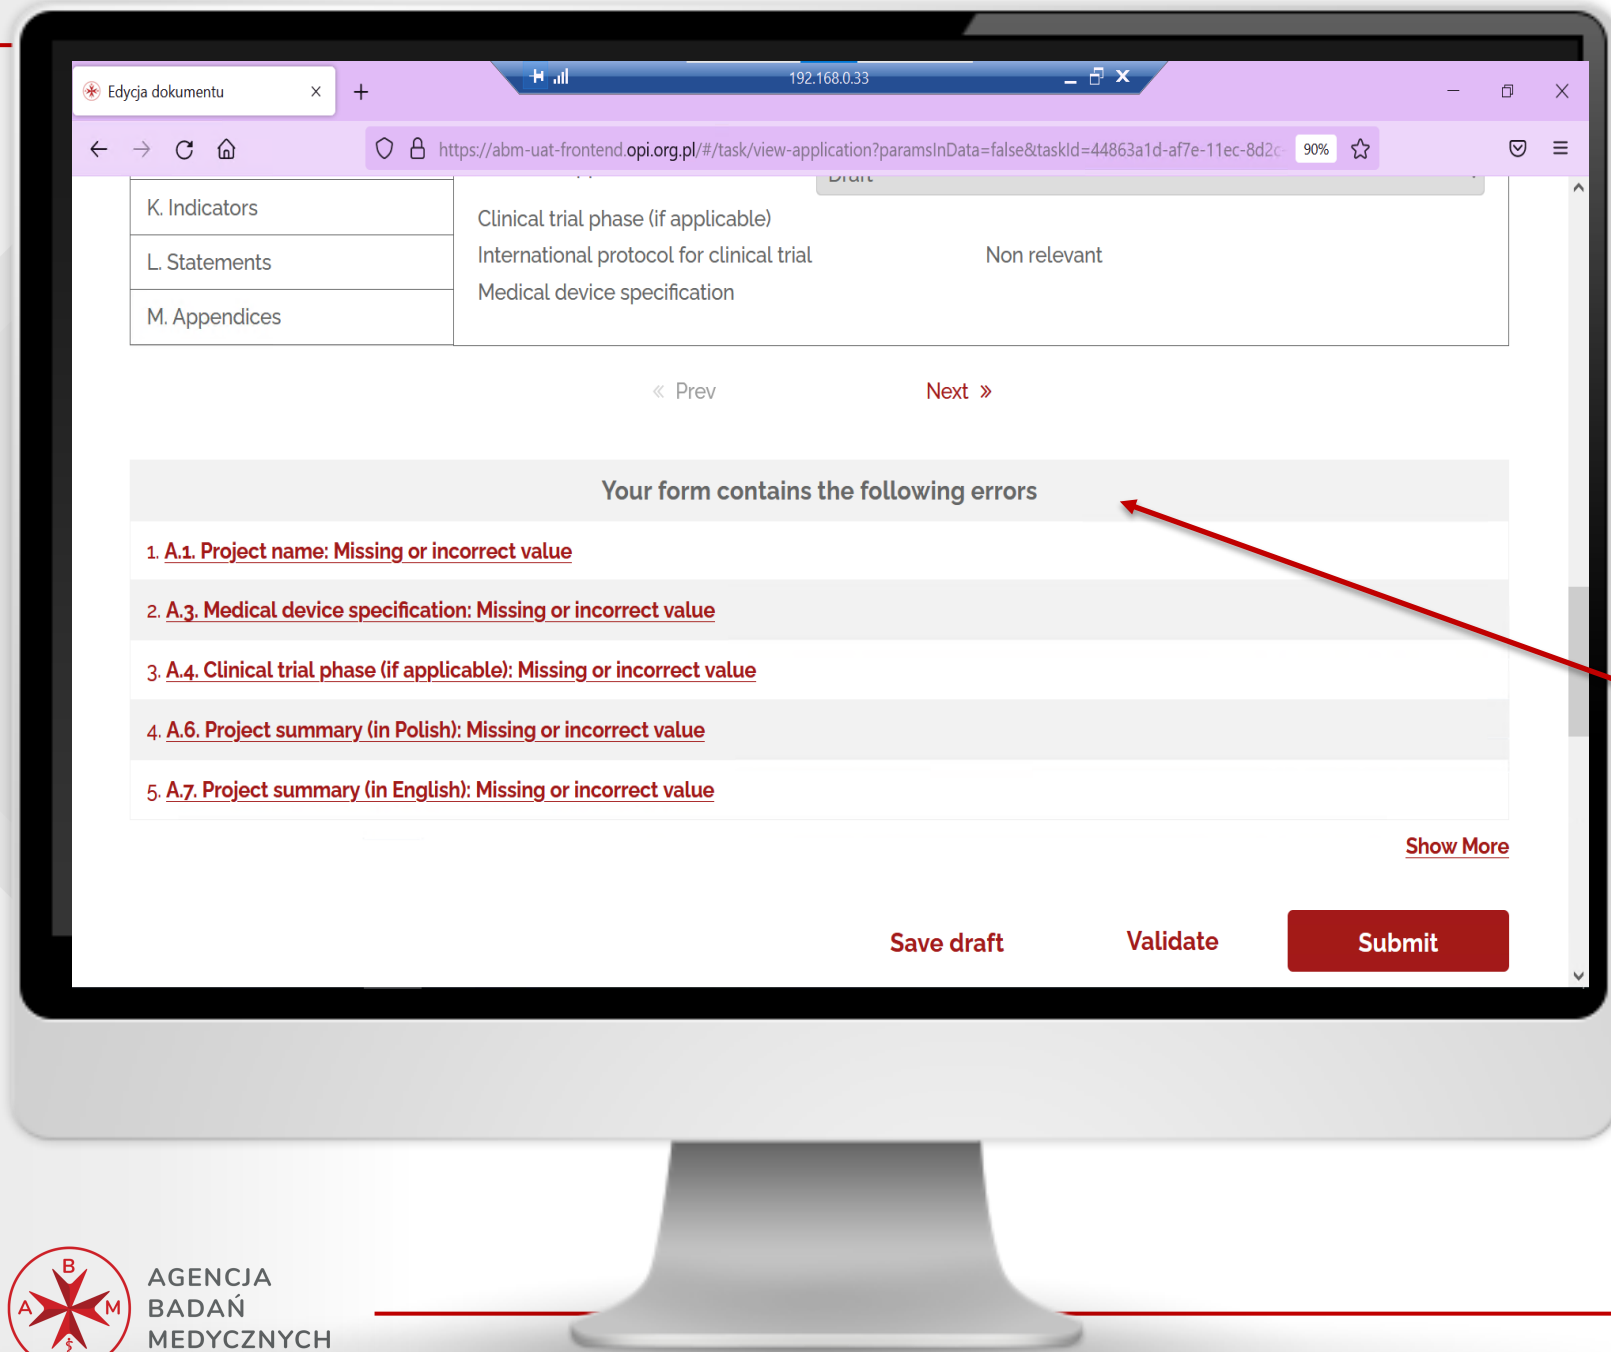 Edycja dokumentu
192.168.0.33
https://abm-uat-frontend.opi.org.pl/#/task/view-application?paramsInData=false&taskId=44863a1d-af7e-11ec-8d2c-
90%
Draft
K. Indicators
Clinical trial phase (if applicable)
International protocol for clinical trial Non relevant
L. Statements
Medical device specification
M. Appendices
« Prev
Next »
Your form contains the following errors
1. A.1. Project name: Missing or incorrect value
2. A.3. Medical device specification: Missing or incorrect value
3. A.4. Clinical trial phase (if applicable): Missing or incorrect value
4. A.6. Project summary (in Polish): Missing or incorrect value
5. A.7. Project summary (in English): Missing or incorrect value
Show More
Save draft
Validate
Submit
B
A M
AGENCJA
BADAŃ
MEDYCZNYCH